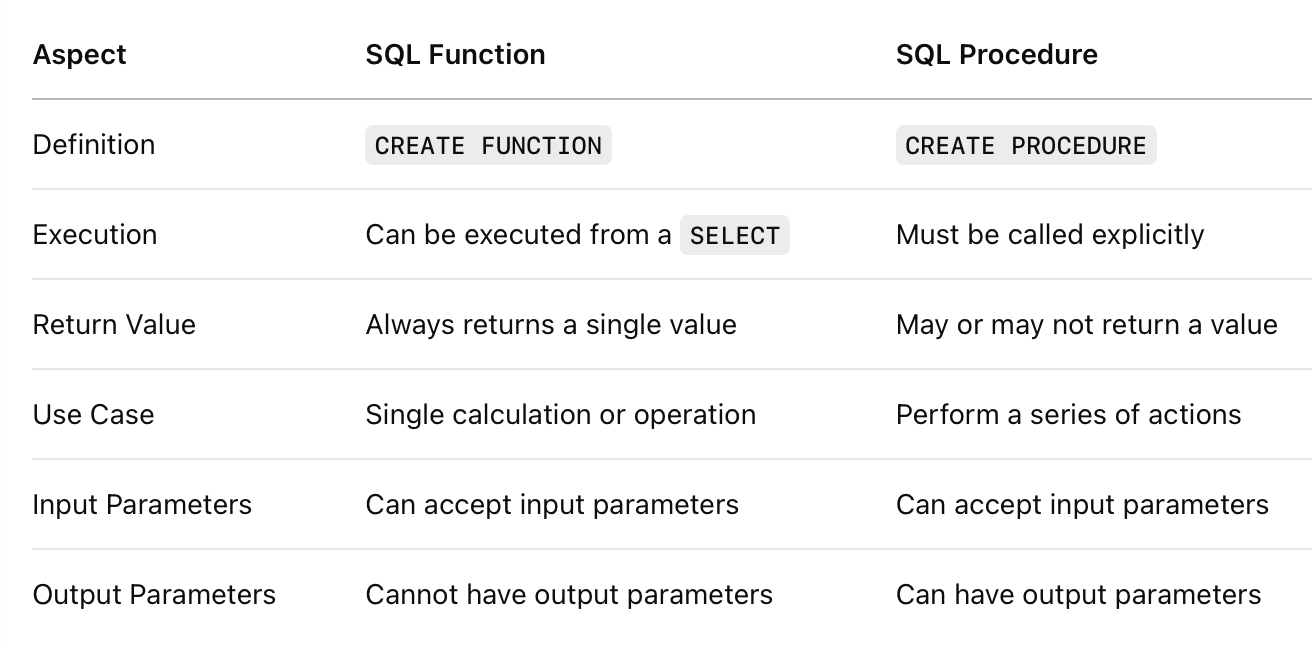 Aspect SQL Function SQL Procedure
Definition CREATE FUNCTION CREATE PROCEDURE
Execution Can be executed from a SELECT Must be called explicitly
Return Value Always returns a single value May or may not return a value
Use Case Single calculation or operation Perform a series of actions
Input Parameters Can accept input parameters Can accept input parameters
Output Parameters Cannot have output parameters Can have output parameters